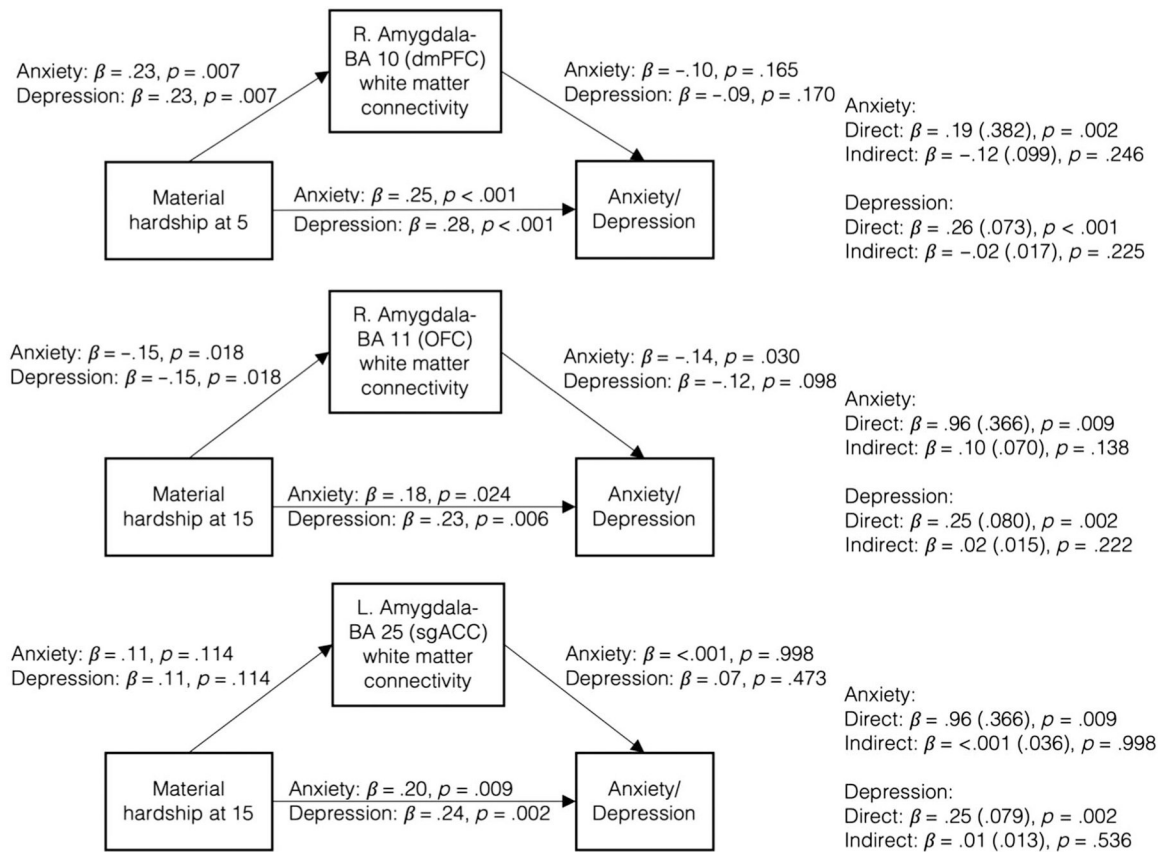 R. Amygdala-
BA 10 (dmPFC)
white matter
connectivity
Anxiety: β = .23, p = .007
Depression: β = .23, p = .007
Anxiety: β = –.10, p = .165
Depression: β = –.09, p = .170
Material
hardship at 5
Anxiety: β = .25, p < .001
Depression: β = .28, p < .001
Anxiety/
Depression
Anxiety:
Direct: β = .19 (.382), p = .002
Indirect: β = –.12 (.099), p = .246
Depression:
Direct: β = .26 (.073), p < .001
Indirect: β = –.02 (.017), p = .225
R. Amygdala-
BA 11 (OFC)
white matter
connectivity
Anxiety: β = –.15, p = .018
Depression: β = –.15, p = .018
Anxiety: β = –.14, p = .030
Depression: β = –.12, p = .098
Material
hardship at 15
Anxiety: β = .18, p = .024
Depression: β = .23, p = .006
Anxiety/
Depression
Anxiety:
Direct: β = .96 (.366), p = .009
Indirect: β = .10 (.070), p = .138
Depression:
Direct: β = .25 (.080), p = .002
Indirect: β = .02 (.015), p = .222
L. Amygdala-
BA 25 (sgACC)
white matter
connectivity
Anxiety: β = .11, p = .114
Depression: β = .11, p = .114
Anxiety: β = <.001, p = .998
Depression: β = .07, p = .473
Material
hardship at 15
Anxiety: β = .20, p = .009
Depression: β = .24, p = .002
Anxiety/
Depression
Anxiety:
Direct: β = .96 (.366), p = .009
Indirect: β = <.001 (.036), p = .998
Depression:
Direct: β = .25 (.079), p = .002
Indirect: β = .01 (.013), p = .536